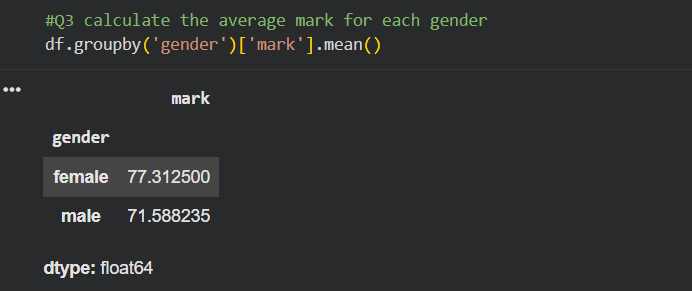 #Q3 calculate the average mark for each gender
df.groupby('gender')['mark'].mean()
mark
gender
female 77.312500
male 71.588235
dtype: float64